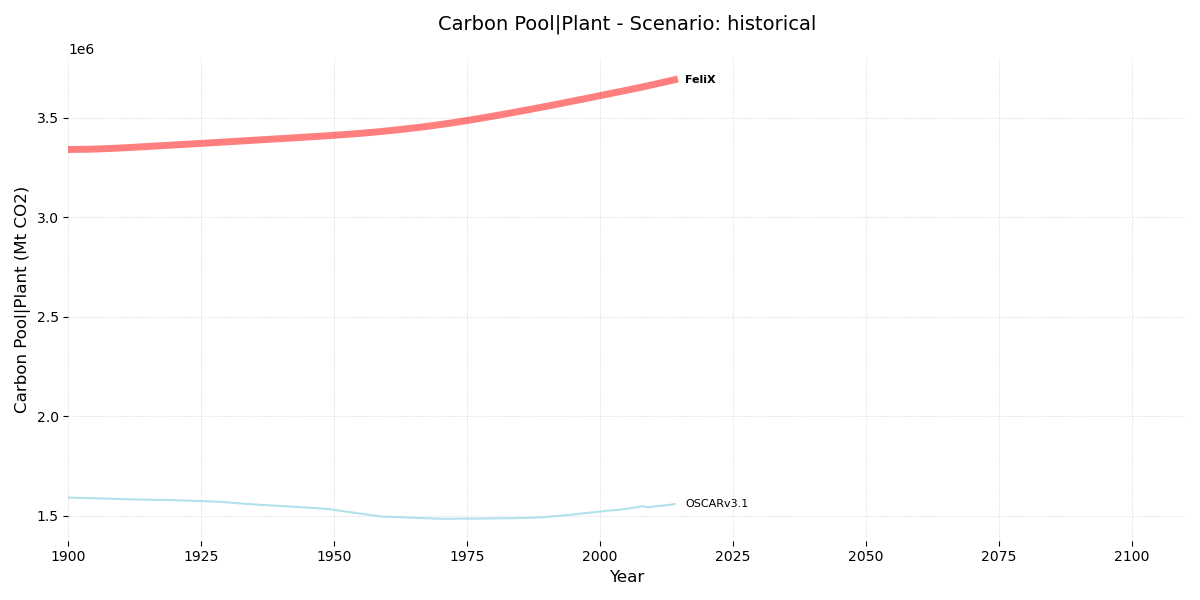 Carbon Pool|Plant - Scenario: historical
1e6
FeliX
3.5
3.0
2.5
2.0
1.5
Carbon Pool|Plant (Mt CO2)
OSCARv3.1
1900 1925 1950 1975 2000 2025 2050 2075 2100
Year